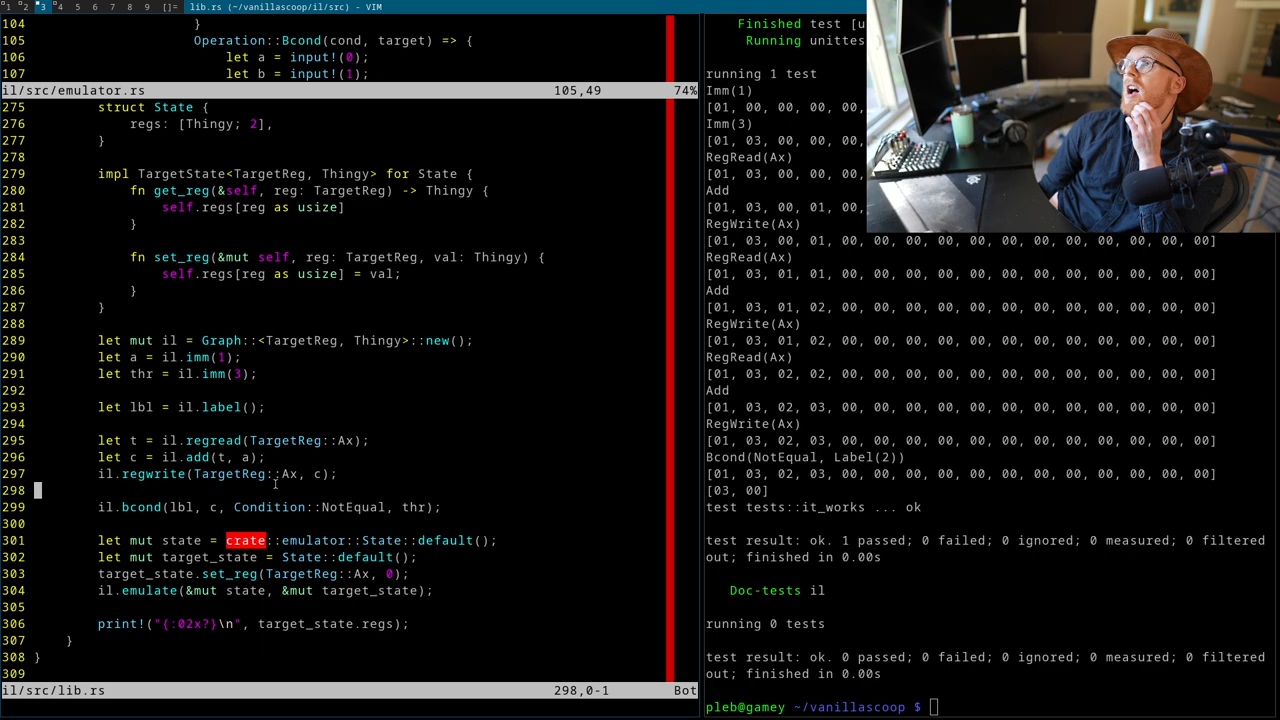 1 2 3 4 5 6 7 8 9 []= lib.rs (~/vanillascoop/il/src) - VIM
104 }
105 Operation::Bcond(cond, target) => {
106 let a = input!(0);
107 let b = input!(1);
il/src/emulator.rs 105,49 74%
275 struct State {
276 regs: [Thingy; 2],
277 }
278
279 impl TargetState<TargetReg, Thingy> for State {
280 fn get_reg(&self, reg: TargetReg) -> Thingy {
281 self.regs[reg as usize]
282 }
283
284 fn set_reg(&mut self, reg: TargetReg, val: Thingy) {
285 self.regs[reg as usize] = val;
286 }
287 }
288
289 let mut il = Graph::<TargetReg, Thingy>::new();
290 let a = il.imm(1);
291 let thr = il.imm(3);
292
293 let lbl = il.label();
294
295 let t = il.regread(TargetReg::Ax);
296 let c = il.add(t, a);
297 il.regwrite(TargetReg::Ax, c);
298
299 il.bcond(lbl, c, Condition::NotEqual, thr);
300
301 let mut state = crate::emulator::State::default();
302 let mut target_state = State::default();
303 target_state.set_reg(TargetReg::Ax, 0);
304 il.emulate(&mut state, &mut target_state);
305
306 print!("{:02x?}\n", target_state.regs);
307 }
308 }
309
il/src/lib.rs 298,0-1 Bot
Finished test [u
Running unittes
running 1 test
Imm(1)
[01, 00, 00, 00, 00,
Imm(3)
[01, 03, 00, 00, 00,
RegRead(Ax)
[01, 03, 00, 00, 00,
Add
[01, 03, 00, 01, 00,
RegWrite(Ax)
[01, 03, 00, 01, 00, 00, 00, 00, 00, 00, 00, 00, 00, 00, 00, 00]
RegRead(Ax)
[01, 03, 01, 01, 00, 00, 00, 00, 00, 00, 00, 00, 00, 00, 00, 00]
Add
[01, 03, 01, 02, 00, 00, 00, 00, 00, 00, 00, 00, 00, 00, 00, 00]
RegWrite(Ax)
[01, 03, 01, 02, 00, 00, 00, 00, 00, 00, 00, 00, 00, 00, 00, 00]
RegRead(Ax)
[01, 03, 02, 02, 00, 00, 00, 00, 00, 00, 00, 00, 00, 00, 00, 00]
Add
[01, 03, 02, 03, 00, 00, 00, 00, 00, 00, 00, 00, 00, 00, 00, 00]
RegWrite(Ax)
[01, 03, 02, 03, 00, 00, 00, 00, 00, 00, 00, 00, 00, 00, 00, 00]
Bcond(NotEqual, Label(2))
[01, 03, 02, 03, 00, 00, 00, 00, 00, 00, 00, 00, 00, 00, 00, 00]
[03, 00]
test tests::it_works ... ok
test result: ok. 1 passed; 0 failed; 0 ignored; 0 measured; 0 filtered
out; finished in 0.00s
Doc-tests il
running 0 tests
test result: ok. 0 passed; 0 failed; 0 ignored; 0 measured; 0 filtered
out; finished in 0.00s
pleb@gamey ~/vanillascoop $